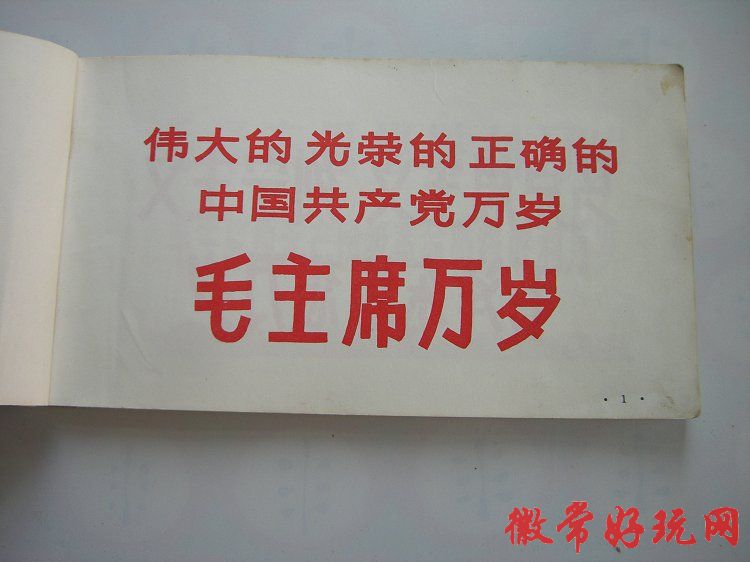 伟大的 光荣的 正确的
中国共产党万岁
毛主席万岁
· 1 ·
徽常好玩网